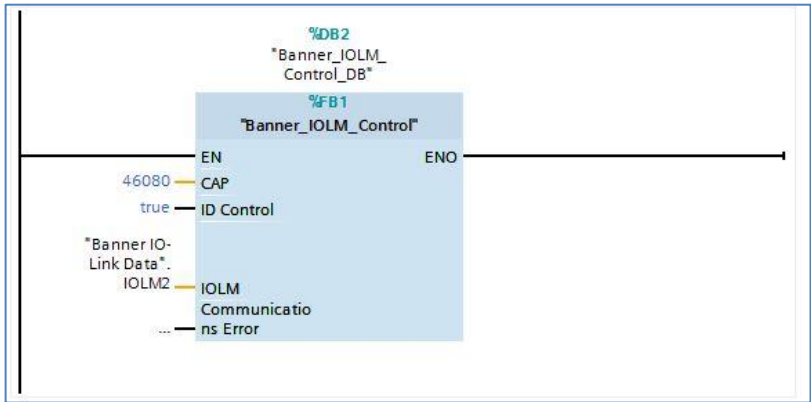 %DB2
"Banner_IOLM_
Control_DB"
%FB1
"Banner_IOLM_Control"
EN ENO
46080 CAP
true ID Control
"Banner IO-
Link Data".
IOLM2 IOLM
Communicatio
... ns Error